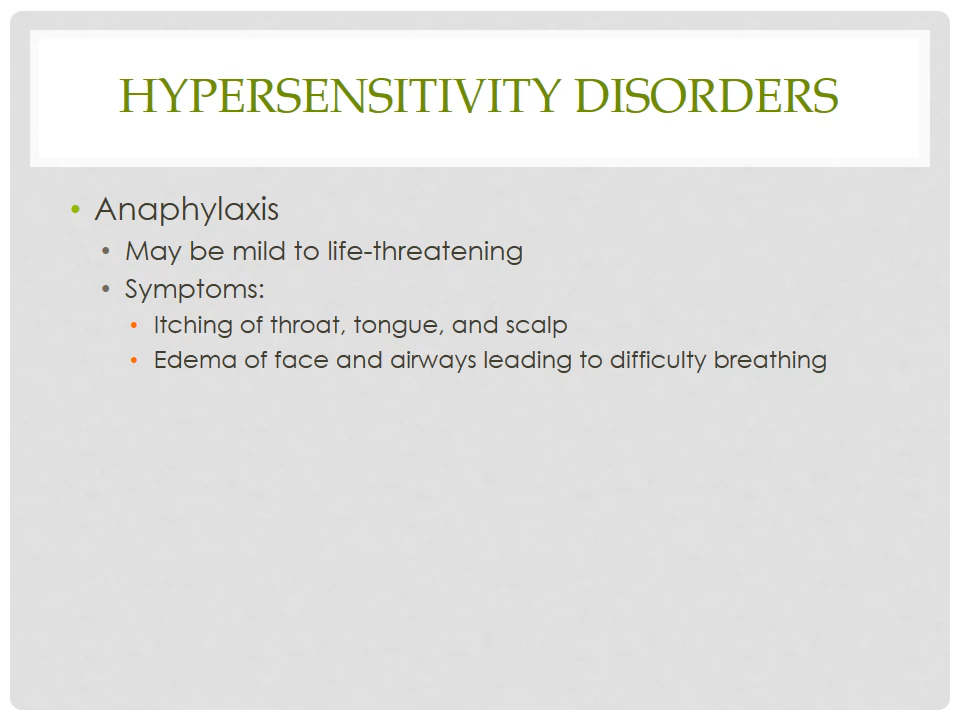 HYPERSENSITIVITY DISORDERS
• Anaphylaxis
• May be mild to life-threatening
• Symptoms:
• Itching of throat, tongue, and scalp
• Edema of face and airways leading to difficulty breathing